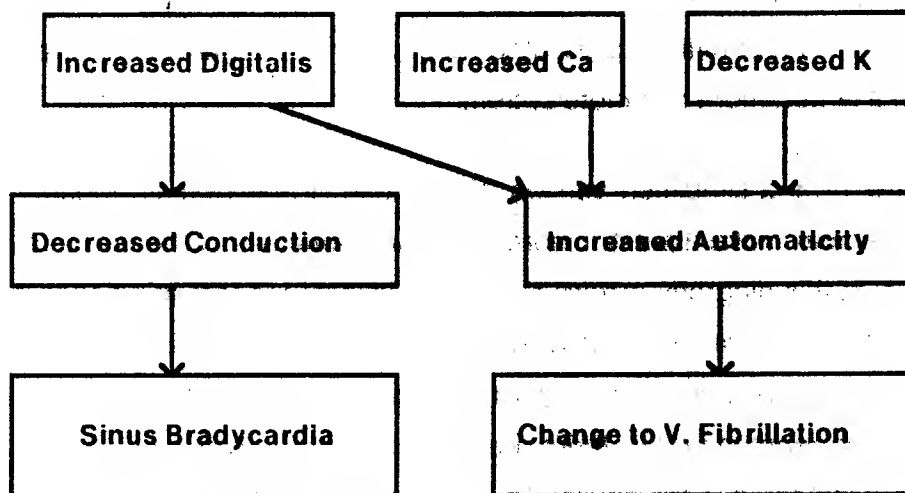 Increased Digitalis
Increased Ca
Decreased K
Decreased Conduction
Increased Automaticity
Sinus Bradycardia
Change to V. Fibrillation